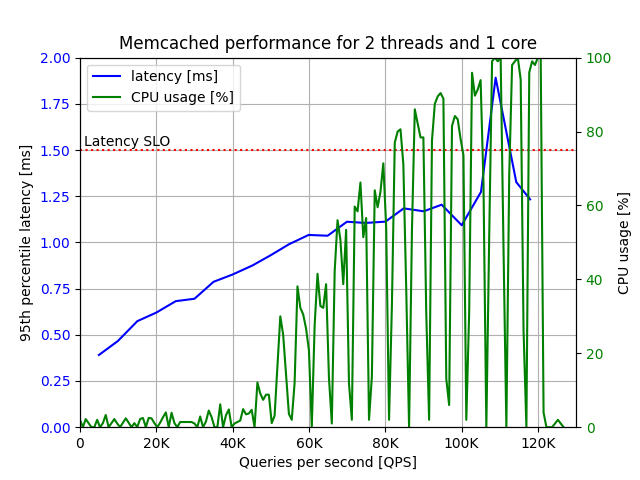 Memcached performance for 2 threads and 1 core
latency [ms]
CPU usage [%]
Latency SLO
95th percentile latency [ms]
2.00
1.75
1.50
1.25
1.00
0.75
0.50
0.25
0.00
0
20K
40K
60K
80K
100K
120K
Queries per second [QPS]
100
80
60
40
20
0
CPU usage [%]